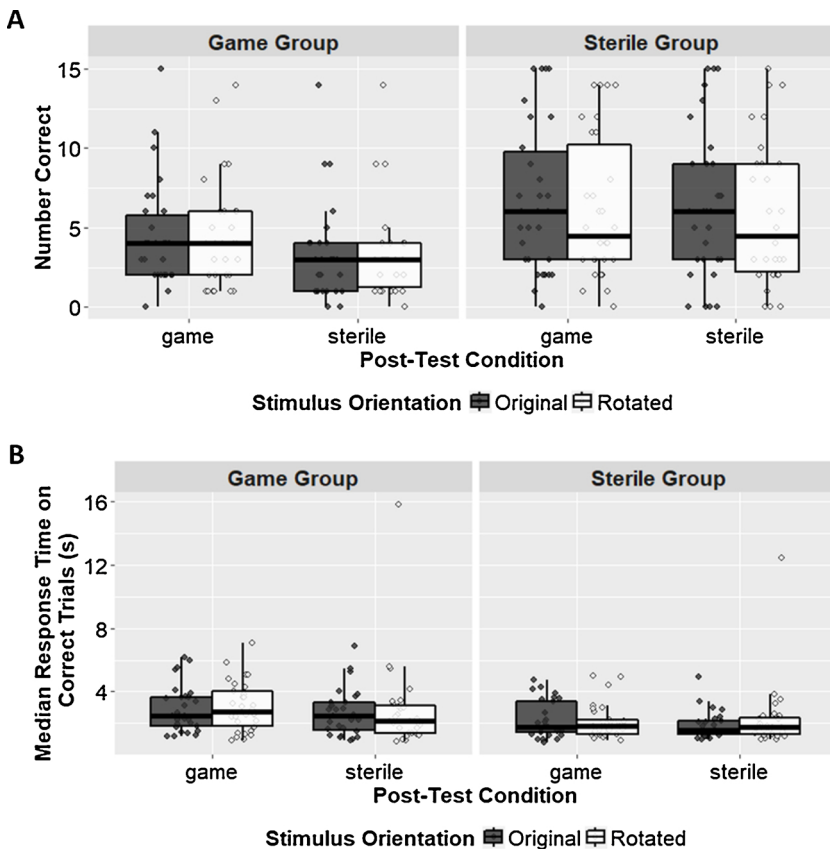 A
Game Group
Sterile Group
Number Correct
15
10
5
0
game
sterile
game
sterile
Post-Test Condition
Stimulus Orientation Original Rotated
B
Game Group
Sterile Group
Median Response Time on
Correct Trials (s)
16
12
8
4
game
sterile
game
sterile
Post-Test Condition
Stimulus Orientation Original Rotated